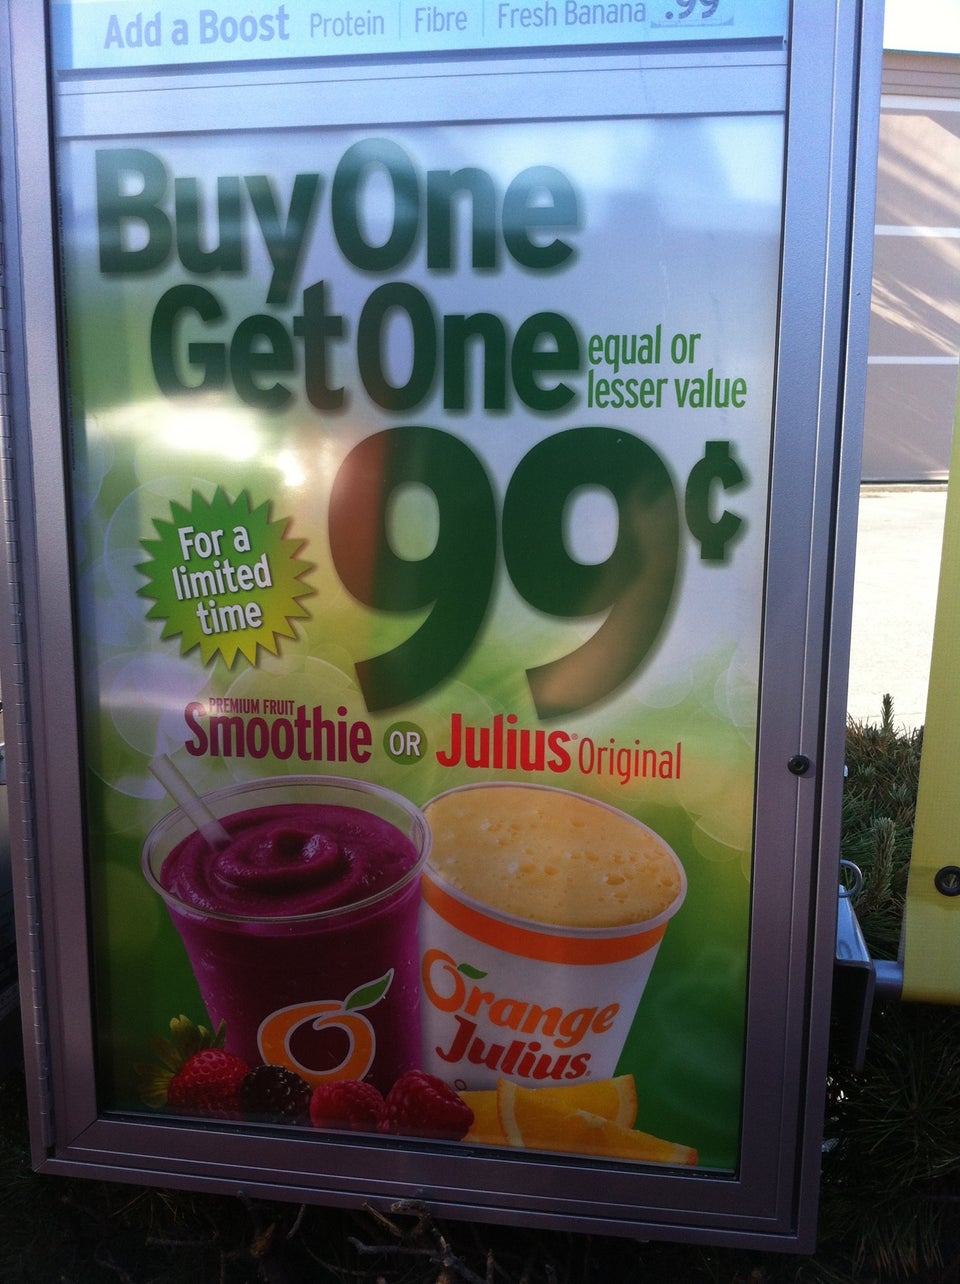 Add a Boost Protein Fibre Fresh Banana .99
Buy One
Get One equal or
lesser value
99¢
For a
limited
time
PREMIUM FRUIT
Smoothie OR Julius® Original
Orange
Julius